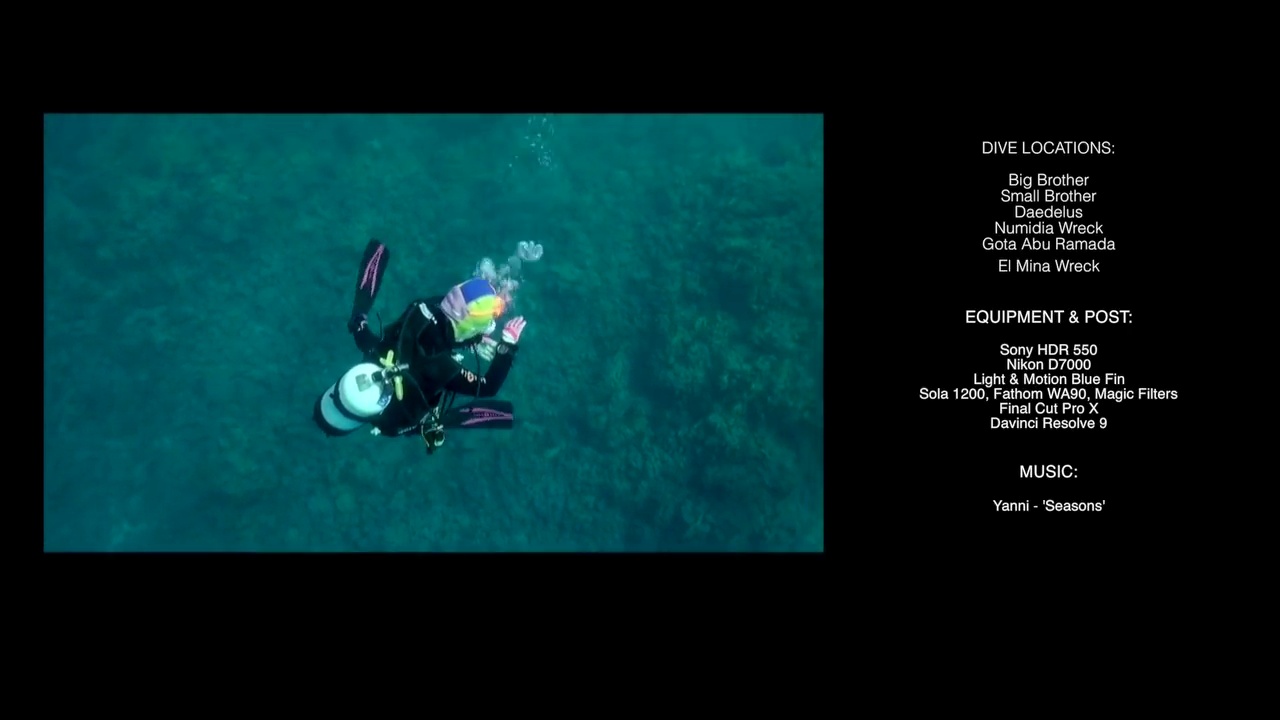 DIVE LOCATIONS:
Big Brother
Small Brother
Daedelus
Numidia Wreck
Gota Abu Ramada
El Mina Wreck
EQUIPMENT & POST:
Sony HDR 550
Nikon D7000
Light & Motion Blue Fin
Sola 1200, Fathom WA90, Magic Filters
Final Cut Pro X
Davinci Resolve 9
MUSIC:
Yanni - 'Seasons'